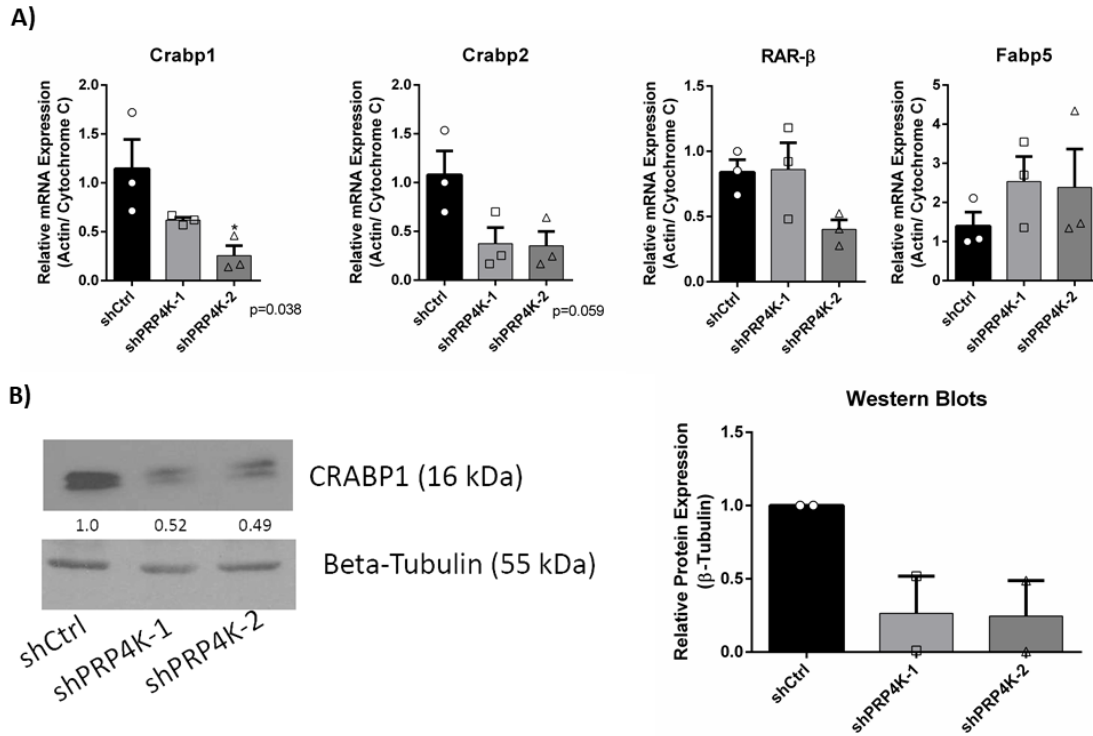 A)
Crabp1
Relative mRNA Expression
(Actin/ Cytochrome C)
2.0
1.5
1.0
0.5
0.0
*
shCtrl
shPRP4K-1
shPRP4K-2
p=0.038
Crabp2
Relative mRNA Expression
(Actin/ Cytochrome C)
2.0
1.5
1.0
0.5
0.0
shCtrl
shPRP4K-1
shPRP4K-2
p=0.059
RAR-β
Relative mRNA Expression
(Actin/ Cytochrome C)
1.5
1.0
0.5
0.0
shCtrl
shPRP4K-1
shPRP4K-2
Fabp5
Relative mRNA Expression
(Actin/ Cytochrome C)
5
4
3
2
1
0
shCtrl
shPRP4K-1
shPRP4K-2
B)
CRABP1 (16 kDa)
1.0 0.52 0.49
Beta-Tubulin (55 kDa)
shCtrl
shPRP4K-1
shPRP4K-2
Western Blots
Relative Protein Expression
(β-Tubulin)
1.5
1.0
0.5
0.0
shCtrl
shPRP4K-1
shPRP4K-2